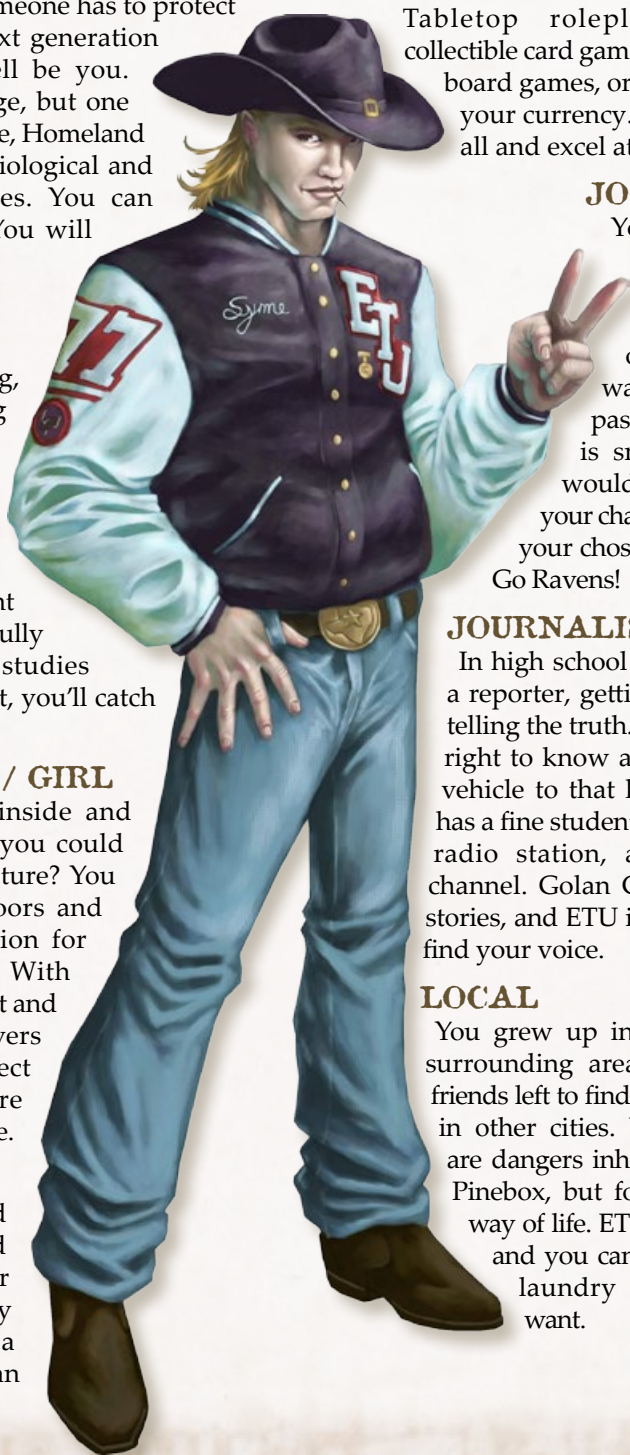 meone has to protect
xt generation
ell be you.
ge, but one
e, Homeland
iological and
es. You can
You will
g,
g
nt
fully
studies
t, you'll catch
/ GIRL
inside and
you could
ture? You
oors and
ion for
With
t and
vers
ect
re
e.
d
d
r
y
a
an
77
ETU
Tabletop rolepl
collectible card gam
board games, or
your currency.
all and excel at
JO
Yo
c
wa
pas
is sn
would
your cha
your chos
Go Ravens!
JOURNALIS
In high school
a reporter, getti
telling the truth.
right to know a
vehicle to that
has a fine student
radio station, a
channel. Golan C
stories, and ETU i
find your voice.
LOCAL
You grew up in
surrounding area
friends left to find
in other cities.
are dangers inh
Pinebox, but fo
way of life. ET
and you can
laundry
want.